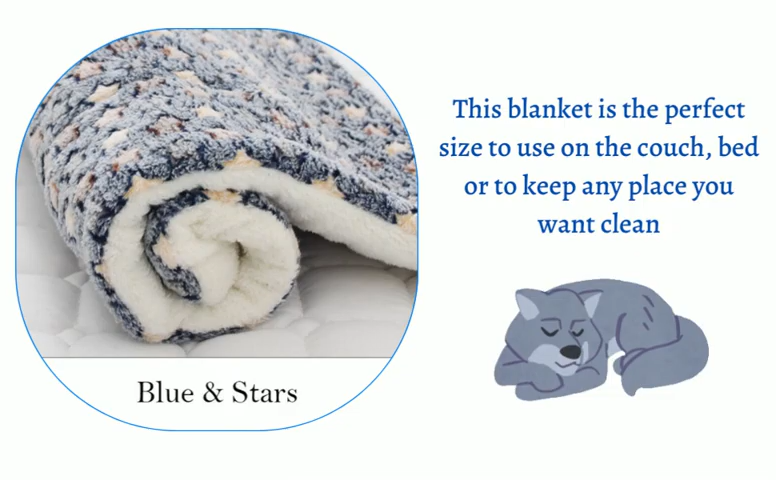 This blanket is the perfect
size to use on the couch, bed
or to keep any place you
want clean
Blue & Stars